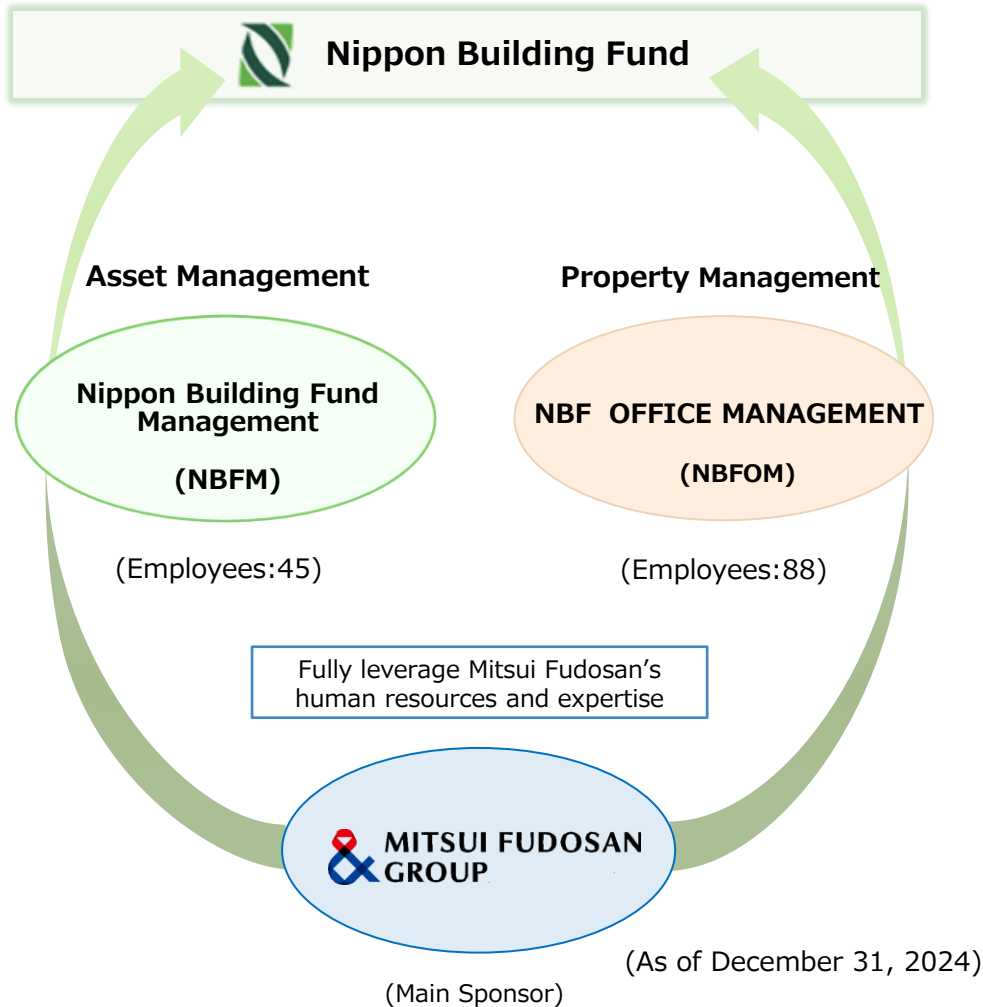 Nippon Building Fund
Asset Management
Property Management
Nippon Building Fund
Management
(NBFM)
NBF OFFICE MANAGEMENT
(NBFOM)
(Employees:45)
(Employees:88)
Fully leverage Mitsui Fudosan’s
human resources and expertise
& MITSUI FUDOSAN
GROUP
(As of December 31, 2024)
(Main Sponsor)